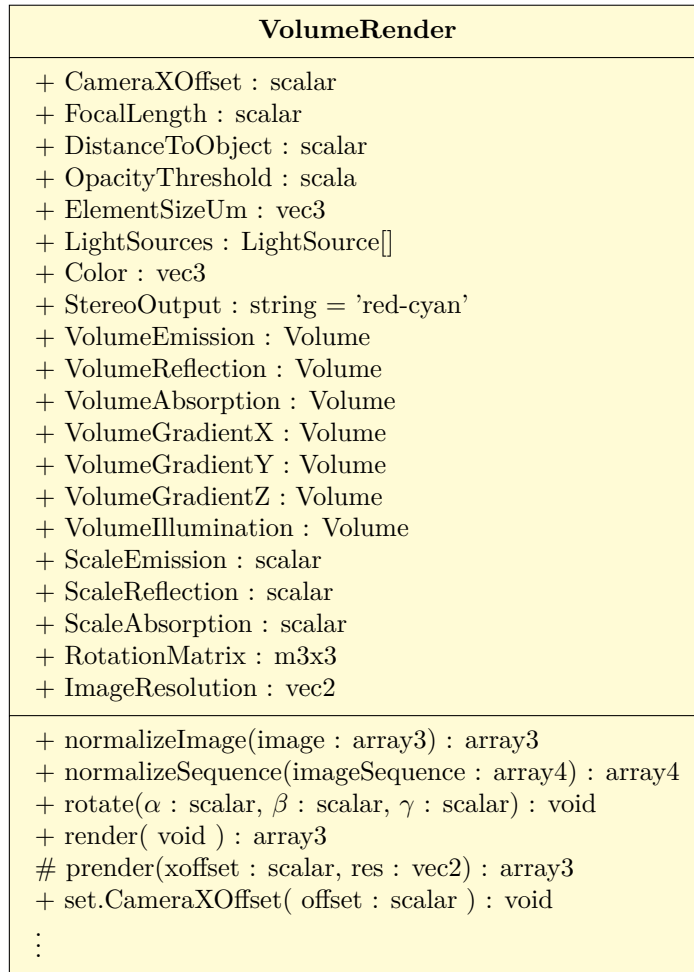 VolumeRender
+ CameraXOffset : scalar
+ FocalLength : scalar
+ DistanceToObject : scalar
+ OpacityThreshold : scala
+ ElementSizeUm : vec3
+ LightSources : LightSource[]
+ Color : vec3
+ StereoOutput : string = 'red-cyan'
+ VolumeEmission : Volume
+ VolumeReflection : Volume
+ VolumeAbsorption : Volume
+ VolumeGradientX : Volume
+ VolumeGradientY : Volume
+ VolumeGradientZ : Volume
+ VolumeIllumination : Volume
+ ScaleEmission : scalar
+ ScaleReflection : scalar
+ ScaleAbsorption : scalar
+ RotationMatrix : m3x3
+ ImageResolution : vec2
+ normalizeImage(image : array3) : array3
+ normalizeSequence(imageSequence : array4) : array4
+ rotate(α : scalar, β : scalar, γ : scalar) : void
+ render( void ) : array3
# prender(xoffset : scalar, res : vec2) : array3
+ set.CameraXOffset( offset : scalar ) : void
⋮